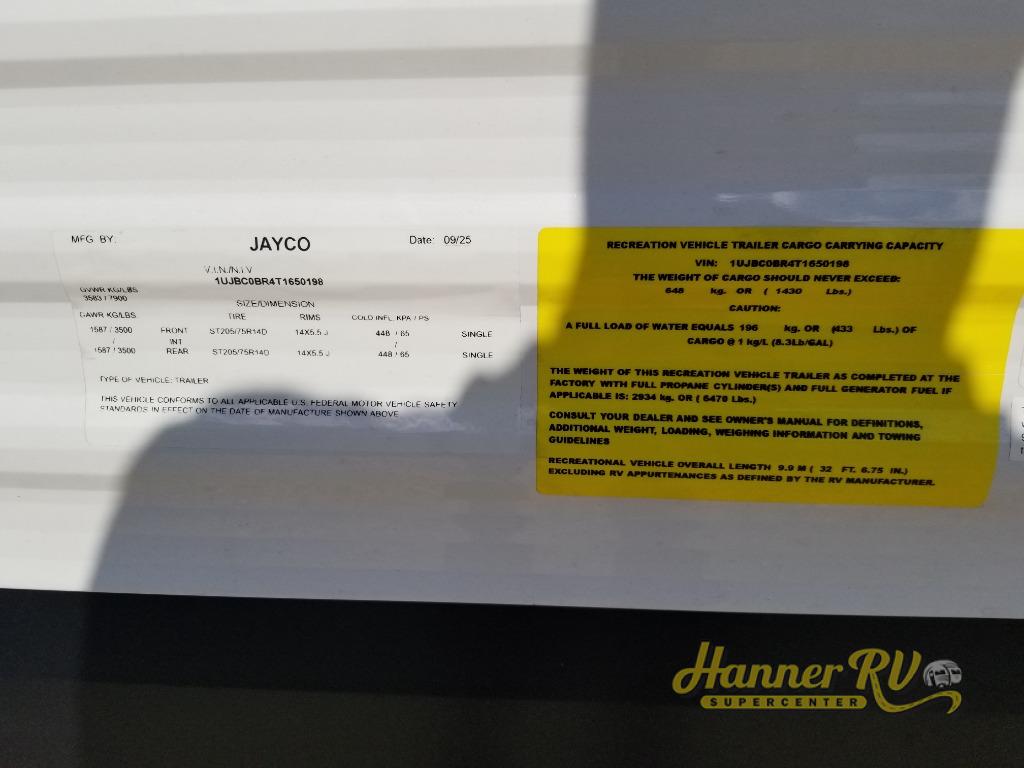 MFG BY:
JAYCO
Date: 09/25
V.I.N./N.I.V
1UJBC0BR4T1650198
GVWR KG/LBS
3583 / 7900
SIZE/DIMENSION
GAWR KG/LBS
TIRE
RIMS
COLD INFL. KPA / PS
1587 / 3500 FRONT ST205/75R14D 14X5.5 J 448 / 65 SINGLE
/ INT /
1587 / 3500 REAR ST205/75R14D 14X5.5 J 448 / 65 SINGLE
TYPE OF VEHICLE: TRAILER
THIS VEHICLE CONFORMS TO ALL APPLICABLE U.S. FEDERAL MOTOR VEHICLE SAFETY
STANDARDS IN EFFECT ON THE DATE OF MANUFACTURE SHOWN ABOVE
RECREATION VEHICLE TRAILER CARGO CARRYING CAPACITY
VIN: 1UJBC0BR4T1650198
THE WEIGHT OF CARGO SHOULD NEVER EXCEED:
648 kg. OR ( 1430 Lbs.)
CAUTION:
A FULL LOAD OF WATER EQUALS 196 kg. OR (433 Lbs.) OF
CARGO @ 1 kg/L (8.3Lb/GAL)
THE WEIGHT OF THIS RECREATION VEHICLE TRAILER AS COMPLETED AT THE
FACTORY WITH FULL PROPANE CYLINDER(S) AND FULL GENERATOR FUEL IF
APPLICABLE IS: 2934 kg. OR ( 6470 Lbs.)
CONSULT YOUR DEALER AND SEE OWNER'S MANUAL FOR DEFINITIONS,
ADDITIONAL WEIGHT, LOADING, WEIGHING INFORMATION AND TOWING
GUIDELINES
RECREATIONAL VEHICLE OVERALL LENGTH 9.9 M ( 32 FT. 6.75 IN.)
EXCLUDING RV APPURTENANCES AS DEFINED BY THE RV MANUFACTURER.
Hanner RV
SUPERCENTER